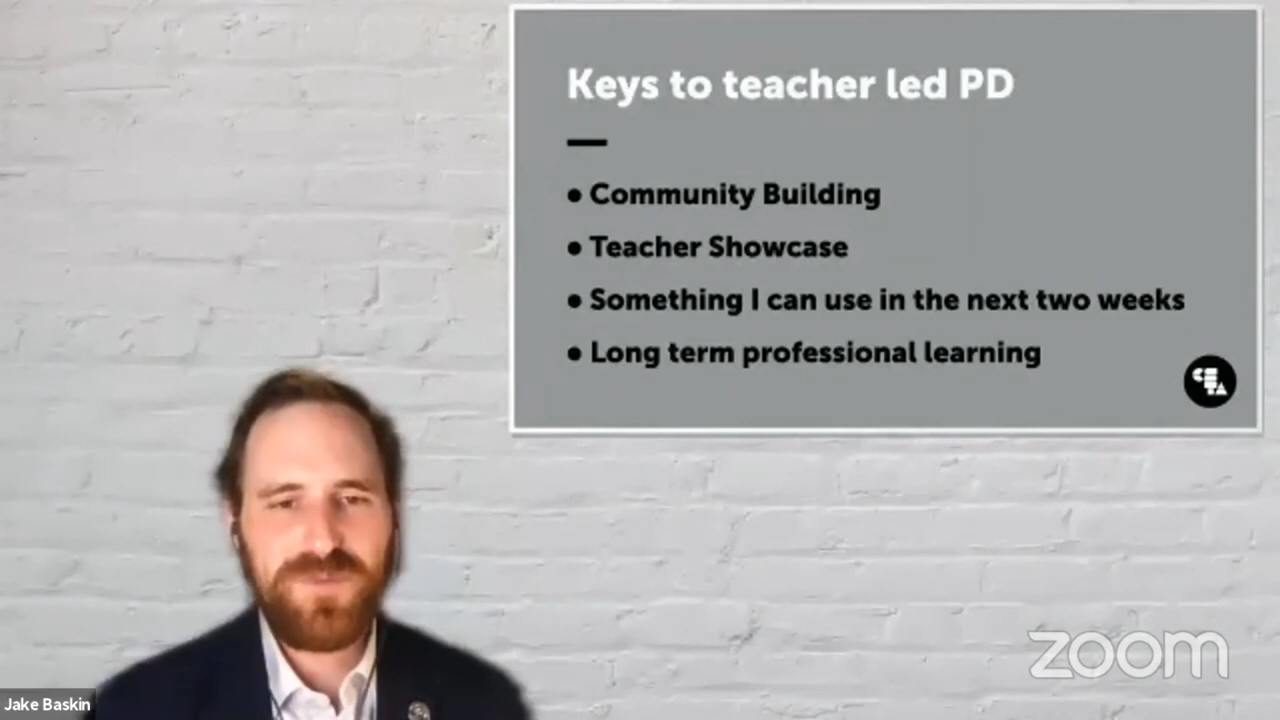 Keys to teacher led PD
• Community Building
• Teacher Showcase
• Something I can use in the next two weeks
• Long term professional learning
CSTA
zoom
Jake Baskin